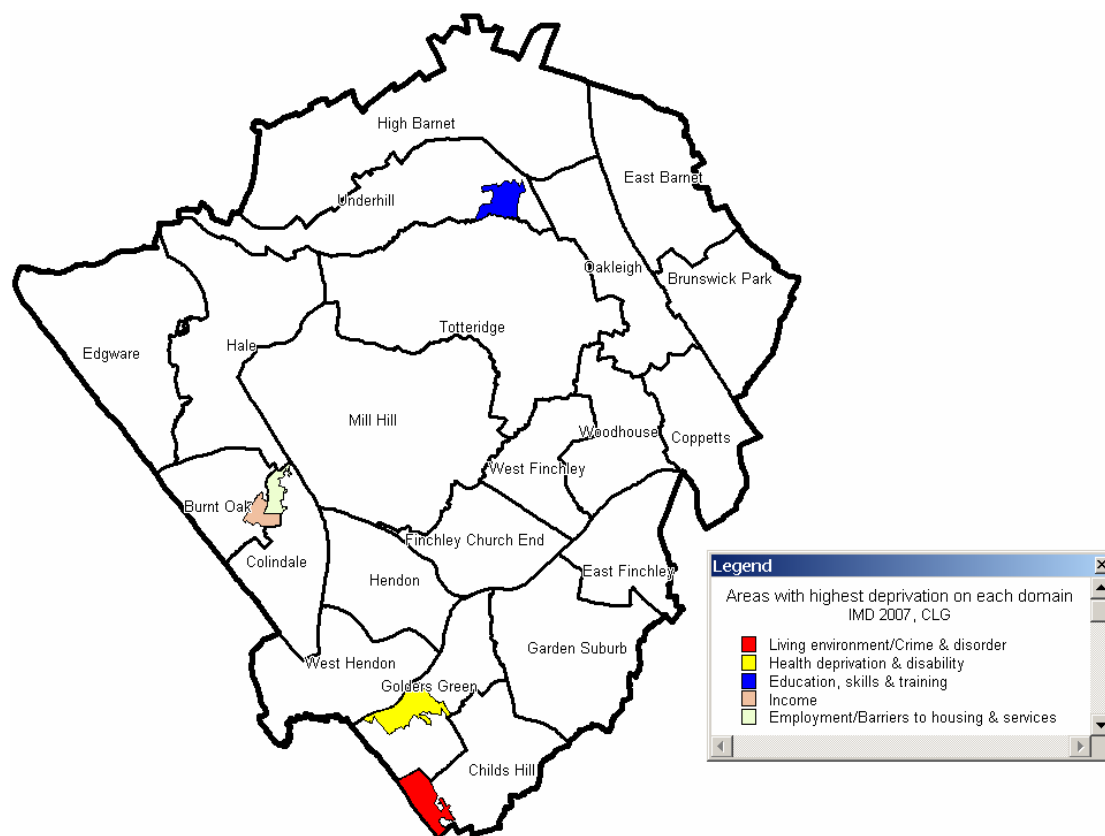 High Barnet
East Barnet
Underhill
Oakleigh
Brunswick Park
Totteridge
Hale
Edgware
Mill Hill
Woodhouse
Coppetts
West Finchley
Burnt Oak
Finchley Church End
Colindale
Hendon
East Finchley
Garden Suburb
West Hendon
Golders Green
Childs Hill
Legend
Areas with highest deprivation on each domain
IMD 2007, CLG
Living environment/Crime & disorder
Health deprivation & disability
Education, skills & training
Income
Employment/Barriers to housing & services